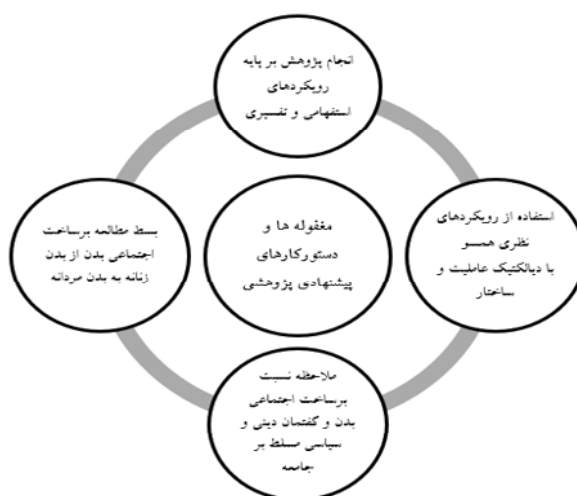 انجام پژوهش بر پایه
رویکردهای
استفهامی و تفسیری
استفاده از رویکردهای
نظری همسو
با دیالکتیک عاملیت و
ساختار
مغقوله ها و
دستورکارهای
پیشنهادی پژوهشی
بسط مطالعه برساخت
اجتماعی بدن از بدن
زنانه به بدن مردانه
ملاحظه نسبت
برساخت اجتماعی
بدن و گفتمان دینی و
سیاسی مسلط بر
جامعه